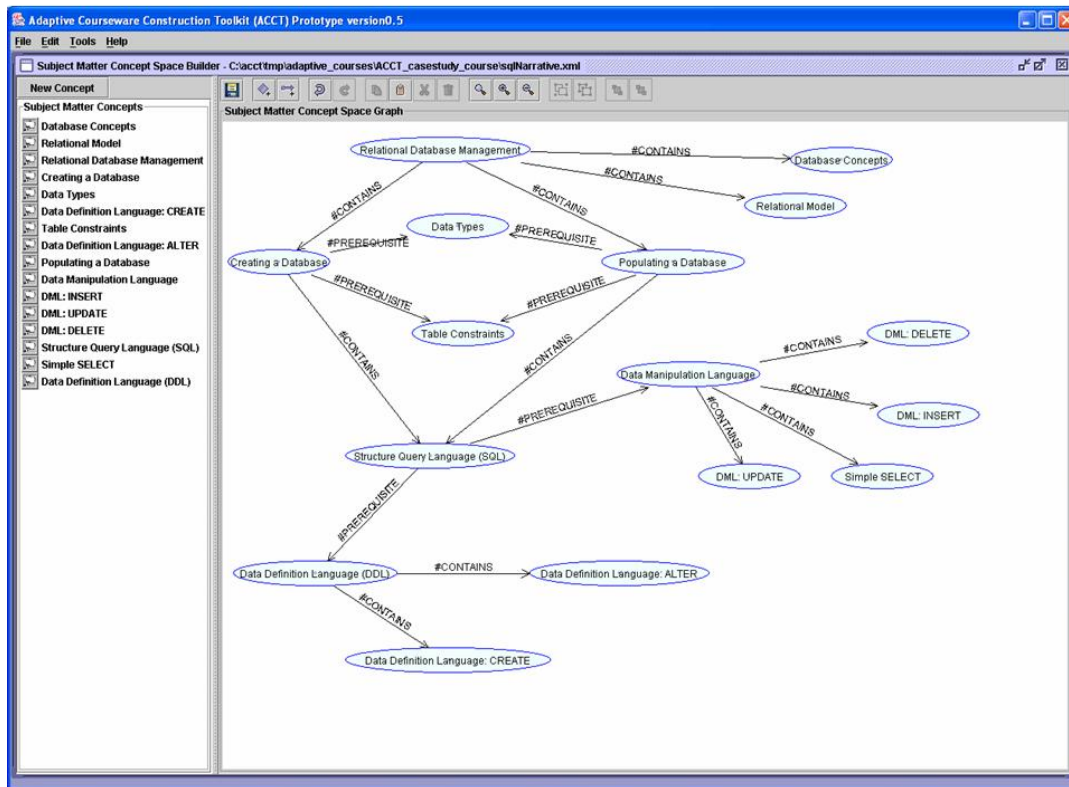 Adaptive Courseware Construction Toolkit (ACCT) Prototype version0.5
File Edit Tools Help
Subject Matter Concept Space Builder - C:\acct\tmp\adaptive_courses\ACCT_casestudy_course\sqlNarrative.xml
New Concept
Subject Matter Concepts
Database Concepts
Relational Model
Relational Database Management
Creating a Database
Data Types
Data Definition Language: CREATE
Table Constraints
Data Definition Language: ALTER
Populating a Database
Data Manipulation Language
DML: INSERT
DML: UPDATE
DML: DELETE
Structure Query Language (SQL)
Simple SELECT
Data Definition Language (DDL)
Subject Matter Concept Space Graph
Relational Database Management
#CONTAINS
Database Concepts
#CONTAINS
Relational Model
#CONTAINS
#CONTAINS
Data Types
#PREREQUISITE
#PREREQUISITE
Creating a Database
Populating a Database
#PREREQUISITE
#PREREQUISITE
Table Constraints
#CONTAINS
#CONTAINS
DML: DELETE
#CONTAINS
Data Manipulation Language
#CONTAINS
#PREREQUISITE
#CONTAINS
#CONTAINS
DML: INSERT
Structure Query Language (SQL)
DML: UPDATE
Simple SELECT
#PREREQUISITE
Data Definition Language (DDL)
#CONTAINS
Data Definition Language: ALTER
#CONTAINS
Data Definition Language: CREATE